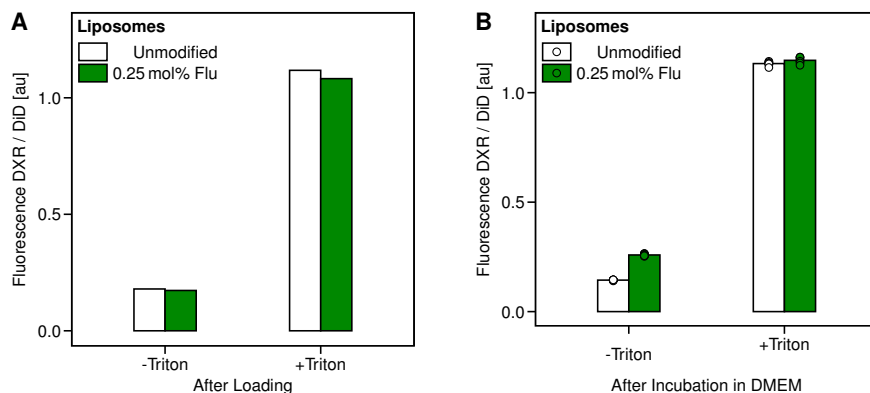 A
Liposomes
Unmodified
0.25 mol% Flu
Fluorescence DXR / DiD [au]
1.0
0.5
0.0
-Triton
+Triton
After Loading
B
Liposomes
Unmodified
0.25 mol% Flu
Fluorescence DXR / DiD [au]
1.0
0.5
0.0
-Triton
+Triton
After Incubation in DMEM